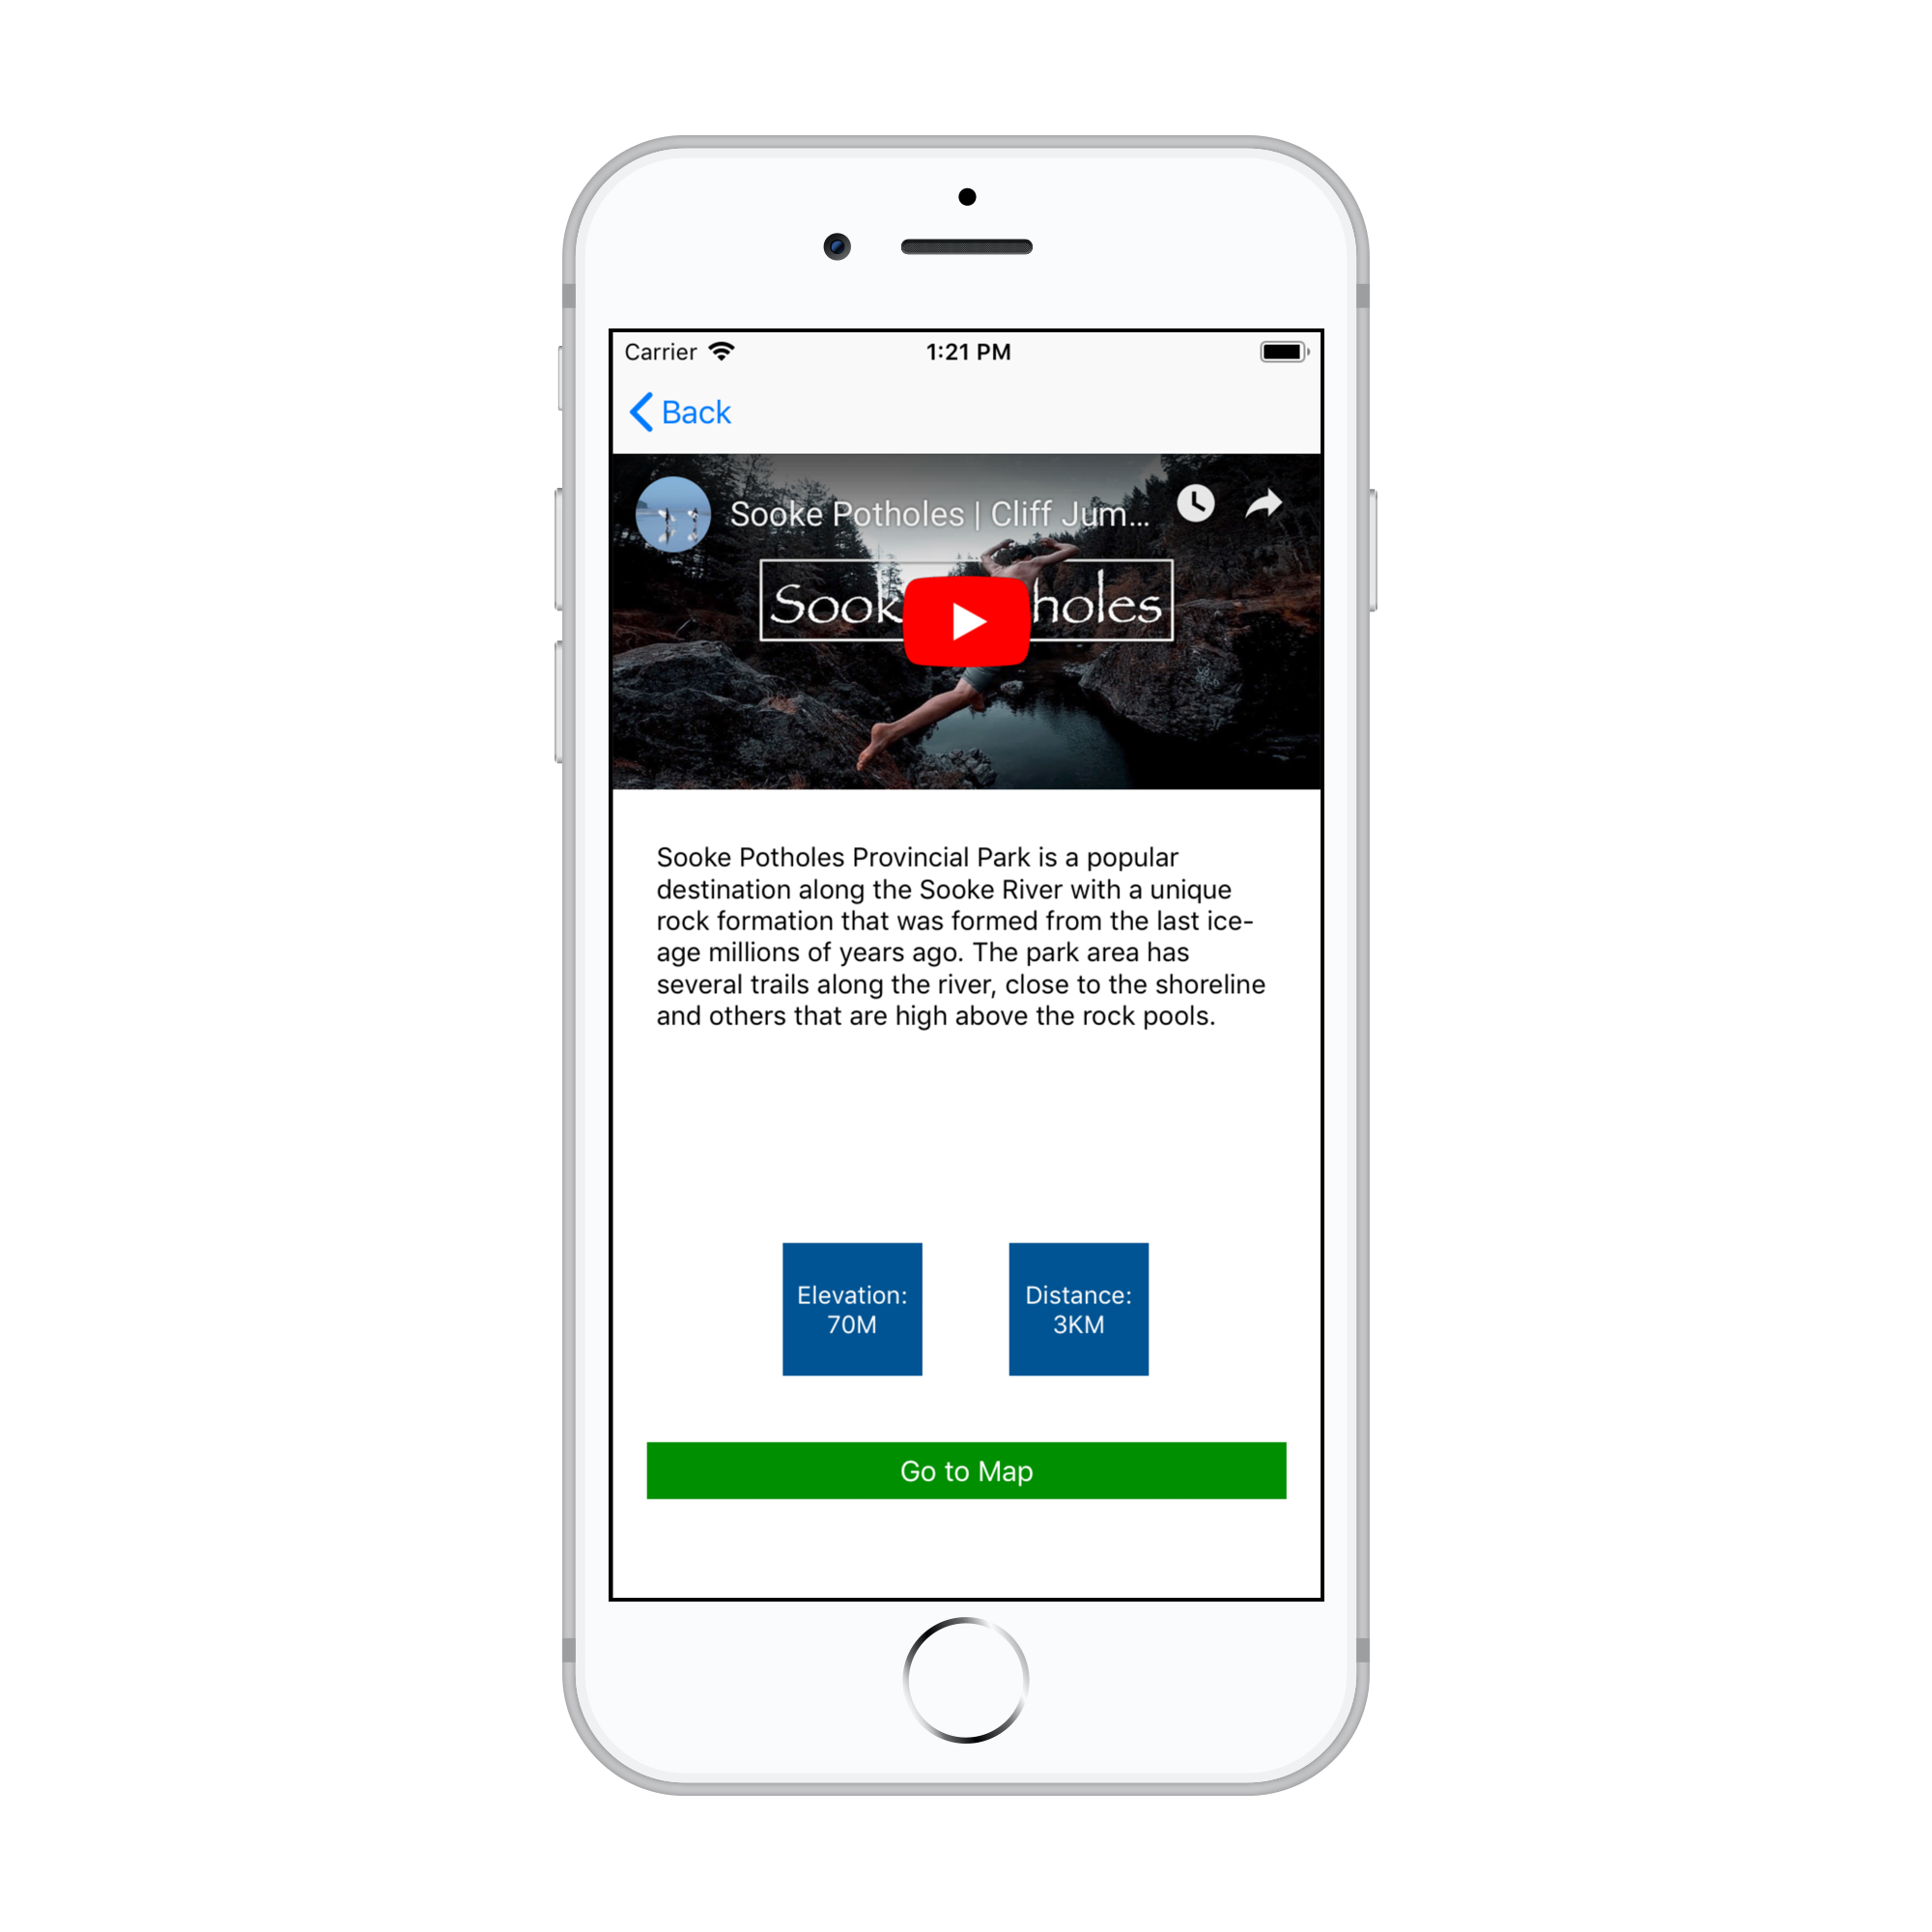 Carrier
1:21 PM
Back
Sooke Potholes | Cliff Jum...
Sook holes
Sooke Potholes Provincial Park is a popular
destination along the Sooke River with a unique
rock formation that was formed from the last ice-
age millions of years ago. The park area has
several trails along the river, close to the shoreline
and others that are high above the rock pools.
Elevation:
70M
Distance:
3KM
Go to Map